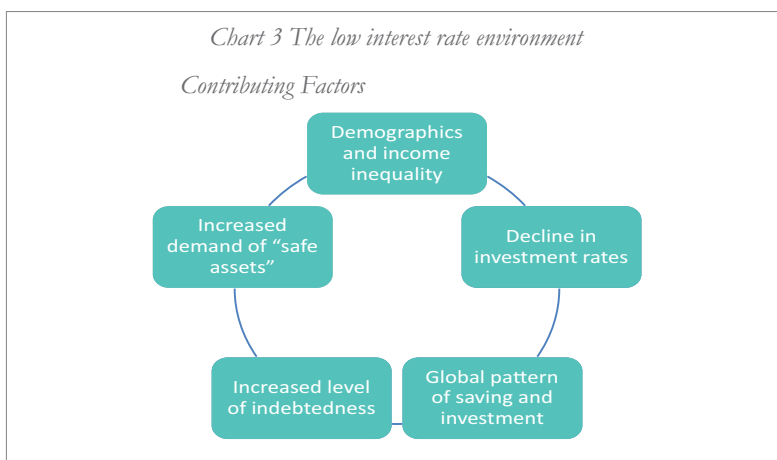 Chart 3 The low interest rate environment
Contributing Factors
Demographics
and income
inequality
Increased
demand of “safe
assets”
Decline in
investment rates
Increased level
of indebtedness
Global pattern
of saving and
investment